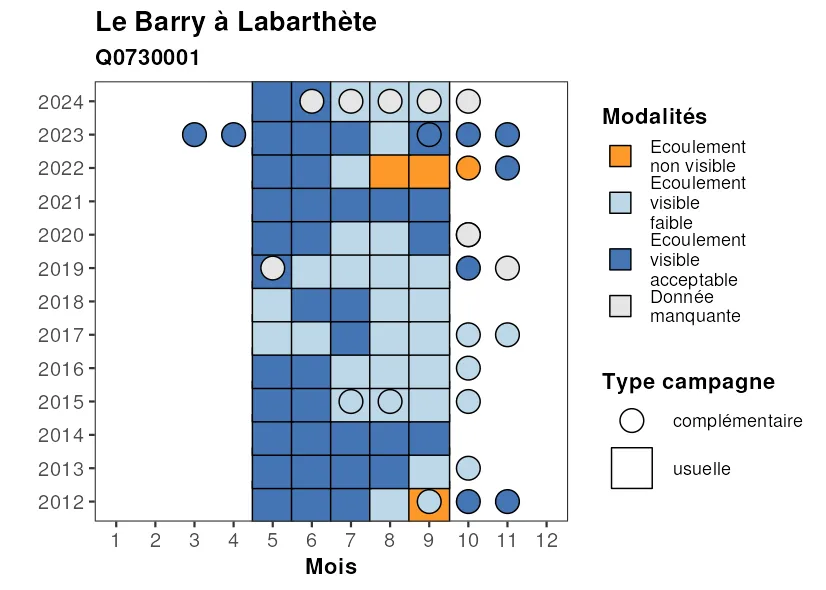 Le Barry à Labarthète
Q0730001
2024
2023
2022
2021
2020
2019
2018
2017
2016
2015
2014
2013
2012
1 2 3 4 5 6 7 8 9 10 11 12
Mois
Modalités
Ecoulement
non visible
Ecoulement
visible
faible
Ecoulement
visible
acceptable
Donnée
manquante
Type campagne
complémentaire
usuelle